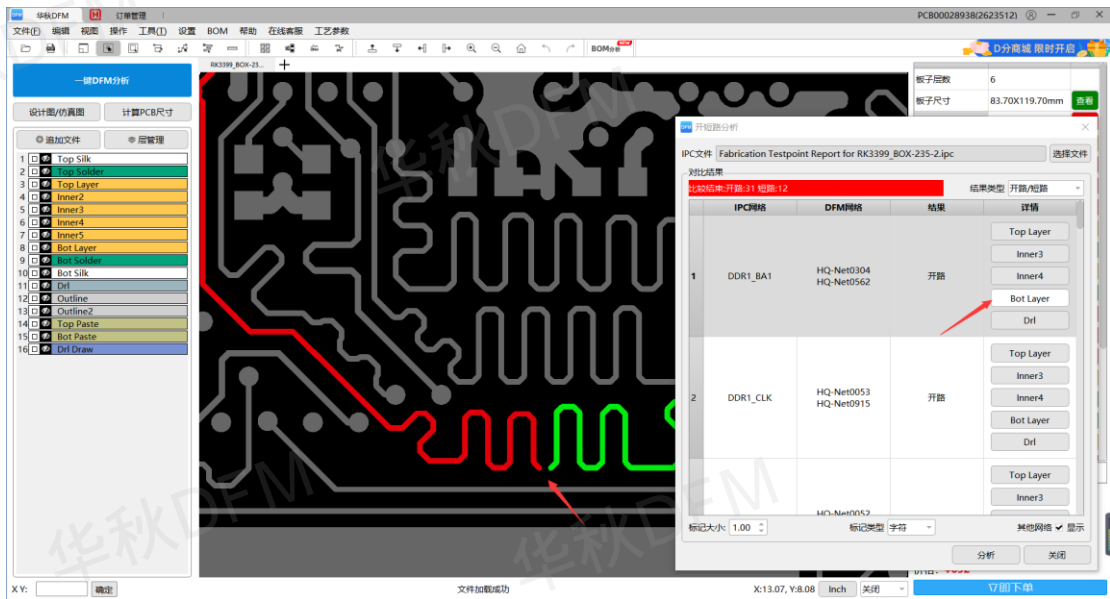 华秋DFM 订单管理 PCB00028938(2623512)
文件(F) 编辑 视图 操作 工具(T) 设置 BOM 帮助 在线客服 工艺参数
BOM分析 NEW D分商城 限时开启
一键DFM分析
设计图/仿真图 计算PCB尺寸
追加文件 层管理
1 Top Silk
2 Top Solder
3 Top Layer
4 Inner2
5 Inner3
6 Inner4
7 Inner5
8 Bot Layer
9 Bot Solder
10 Bot Silk
11 Drl
12 Outline
13 Outline2
14 Top Paste
15 Bot Paste
16 Drl Draw
RK3399_BOX-23...
板子层数 6
板子尺寸 83.70X119.70mm 查看
开短路分析
IPC文件 Fabrication Testpoint Report for RK3399_BOX-235-2.ipc 选择文件
对比结果
比较结束:开路:31 短路:12 结果类型 开路/短路
IPC网络 DFM网络 结果 详情
1 DDR1_BA1 HQ-Net0304 HQ-Net0562 开路
Top Layer
Inner3
Inner4
Bot Layer
Drl
2 DDR1_CLK HQ-Net0053 HQ-Net0915 开路
Top Layer
Inner3
Inner4
Bot Layer
Drl
HQ-Net0052
Top Layer
Inner3
标记大小: 1.00 标记类型 字符 其他网络 显示
分析 关闭
立即下单
X Y: 确定 文件加载成功 X:13.07, Y:8.08 Inch 关闭
华秋DFM
华秋DFM
华秋DFM